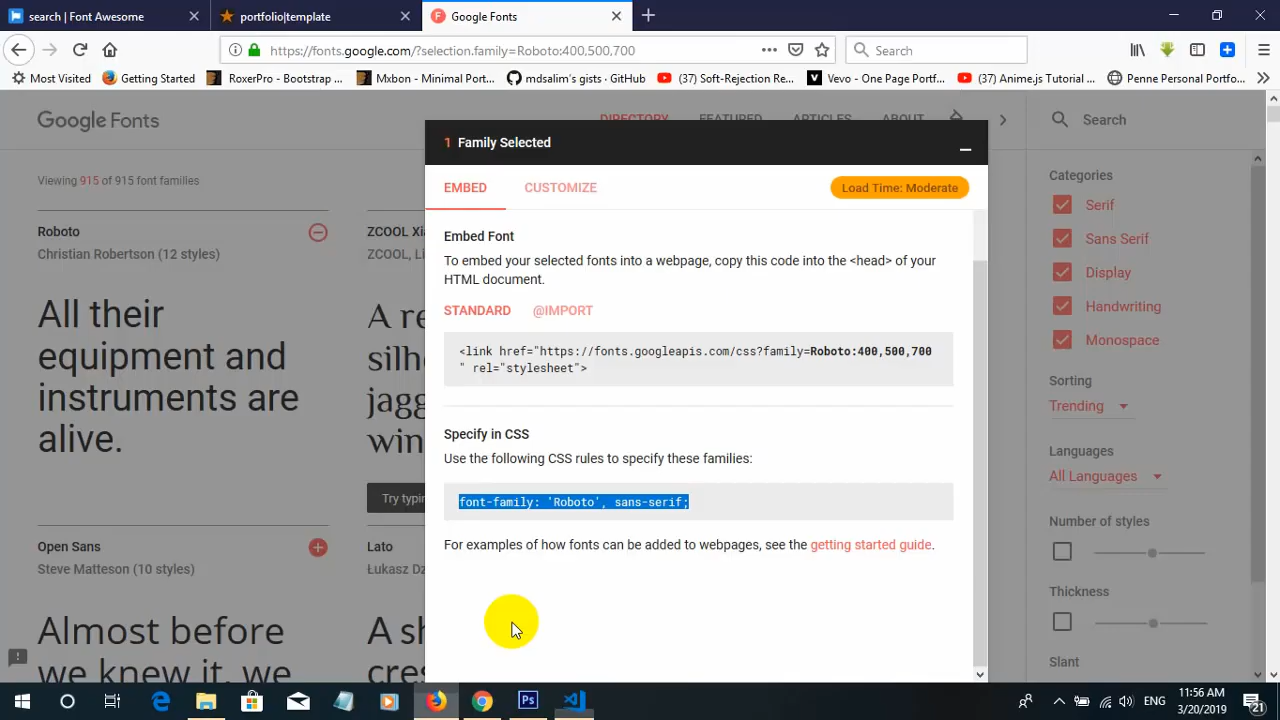 search | Font Awesome
portfolio|template
Google Fonts
https://fonts.google.com/?selection.family=Roboto:400,500,700
Search
Most Visited
Getting Started
RoxerPro - Bootstrap ...
Mxbon - Minimal Port...
mdsalim's gists · GitHub
(37) Soft-Rejection Re...
Vevo - One Page Portf...
(37) Anime.js Tutorial ...
Penne Personal Portfo...
Google Fonts
DIRECTORY
FEATURED
ARTICLES
ABOUT
Search
Viewing 915 of 915 font families
Roboto
Christian Robertson (12 styles)
All their
equipment and
instruments are
alive.
ZCOOL Xi
ZCOOL, Li
A re
silh
jagg
win
Try typin
Open Sans
Steve Matteson (10 styles)
Almost before
we knew it, we
Lato
Łukasz D
A sh
cres
1 Family Selected
EMBED
CUSTOMIZE
Load Time: Moderate
Embed Font
To embed your selected fonts into a webpage, copy this code into the <head> of your
HTML document.
STANDARD
@IMPORT
<link href="https://fonts.googleapis.com/css?family=Roboto:400,500,700
" rel="stylesheet">
Specify in CSS
Use the following CSS rules to specify these families:
font-family: 'Roboto', sans-serif;
For examples of how fonts can be added to webpages, see the getting started guide.
Categories
Serif
Sans Serif
Display
Handwriting
Monospace
Sorting
Trending
Languages
All Languages
Number of styles
Thickness
Slant
ENG
11:56 AM
3/20/2019
21